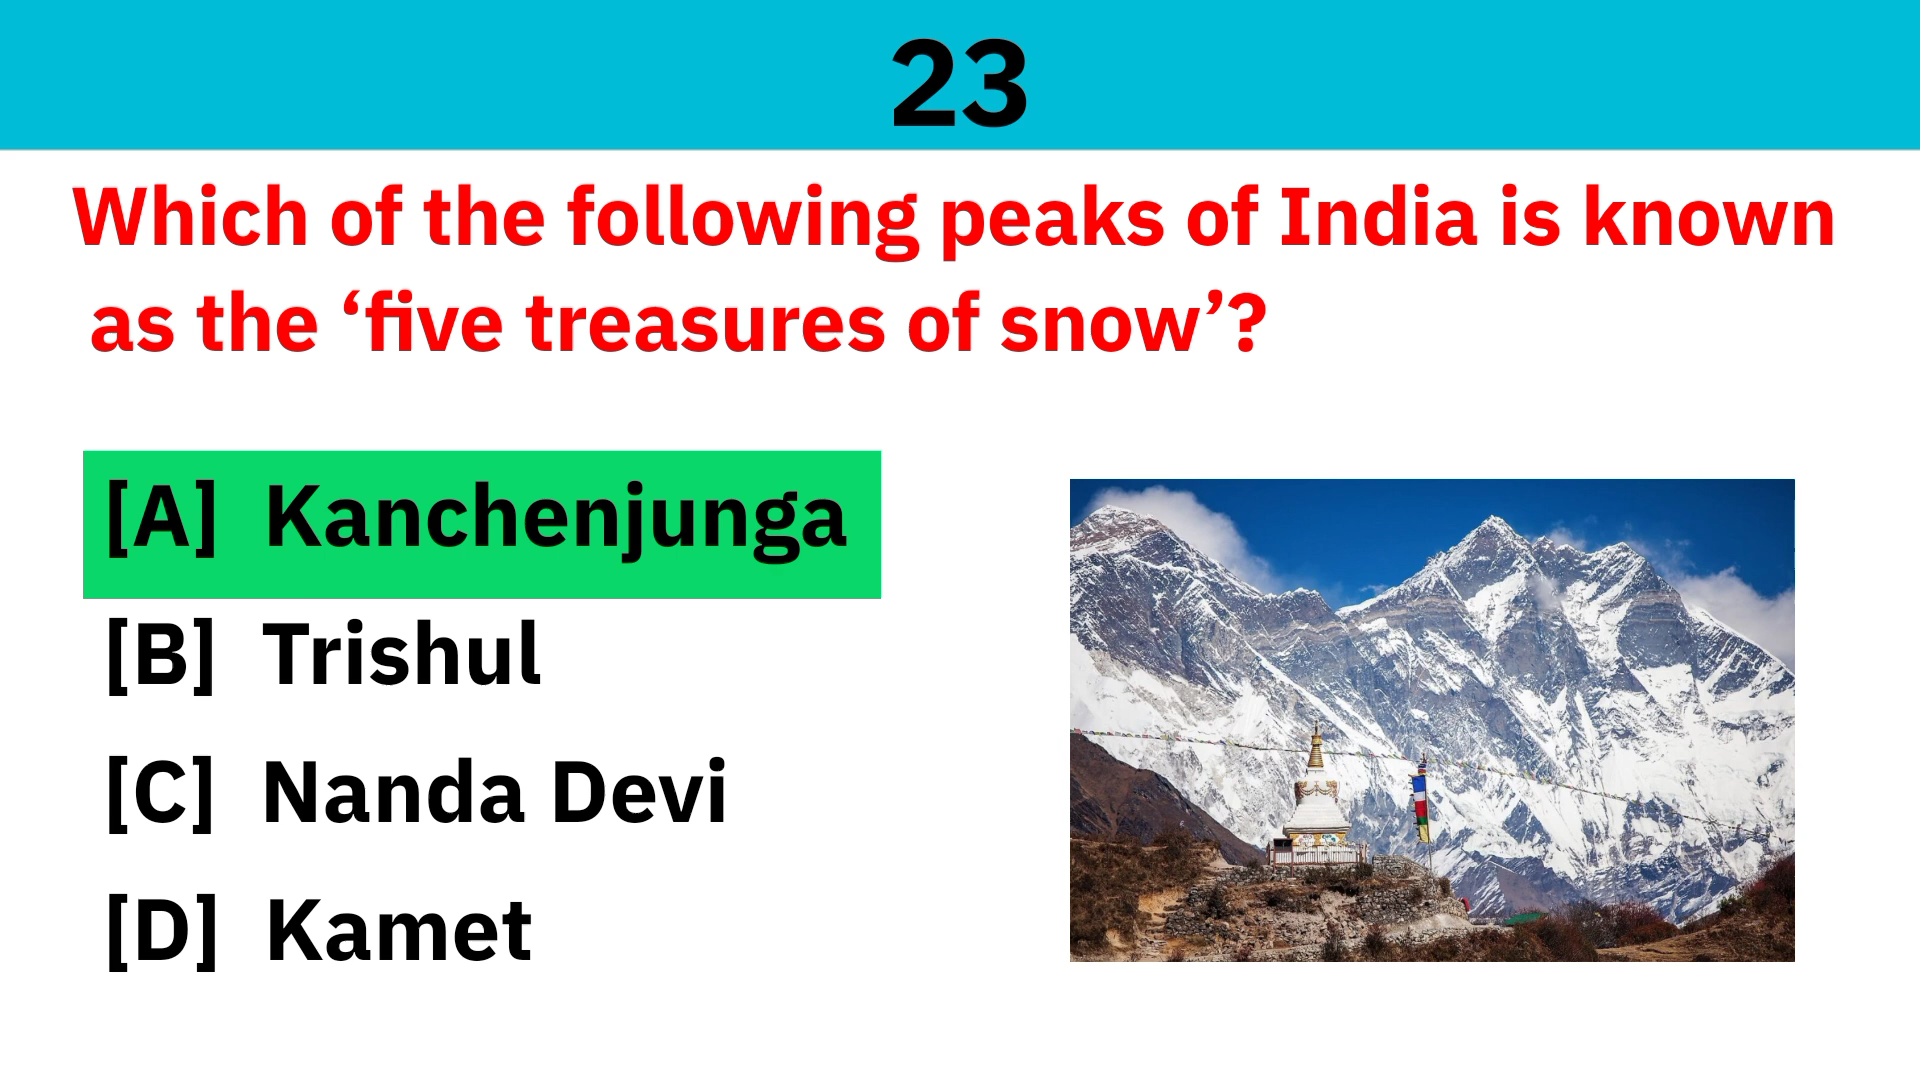 23
Which of the following peaks of India is known
as the ‘five treasures of snow’?
[A] Kanchenjunga
[B] Trishul
[C] Nanda Devi
[D] Kamet